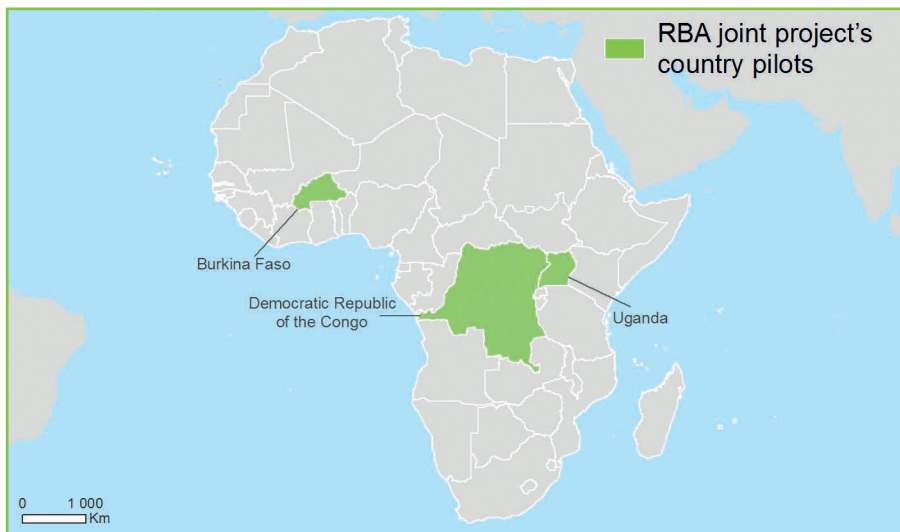 RBA joint project's
country pilots
Burkina Faso
Democratic Republic
of the Congo
Uganda
0 1 000
Km